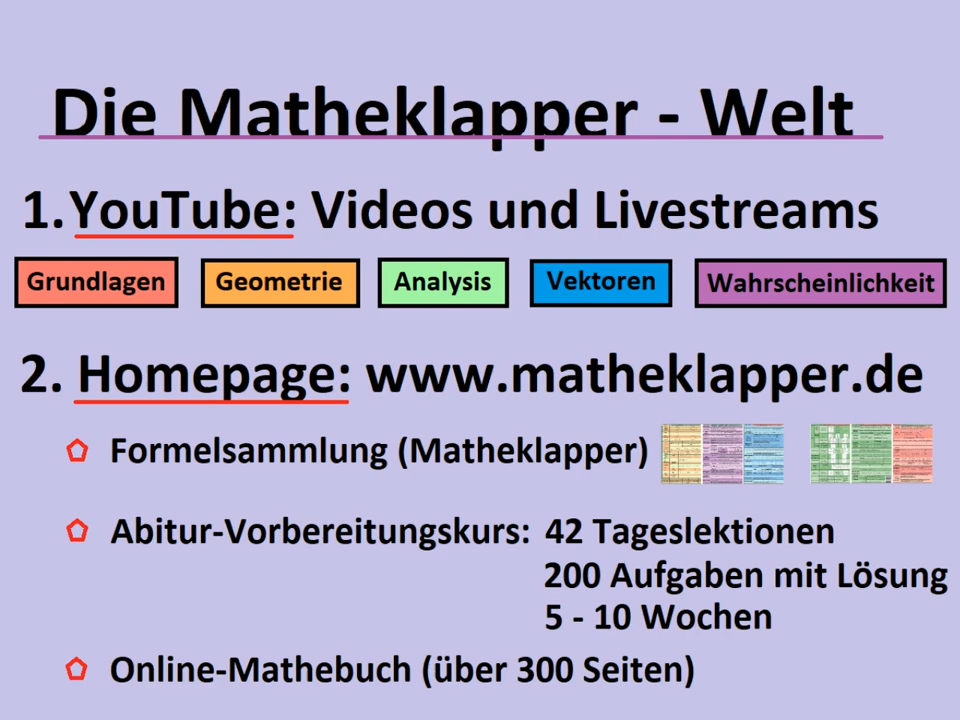 Die Matheklapper - Welt
1. YouTube: Videos und Livestreams
Grundlagen Geometrie Analysis Vektoren Wahrscheinlichkeit
2. Homepage: www.matheklapper.de
Formelsammlung (Matheklapper)
Abitur-Vorbereitungskurs: 42 Tageslektionen
200 Aufgaben mit Lösung
5 - 10 Wochen
Online-Mathebuch (über 300 Seiten)